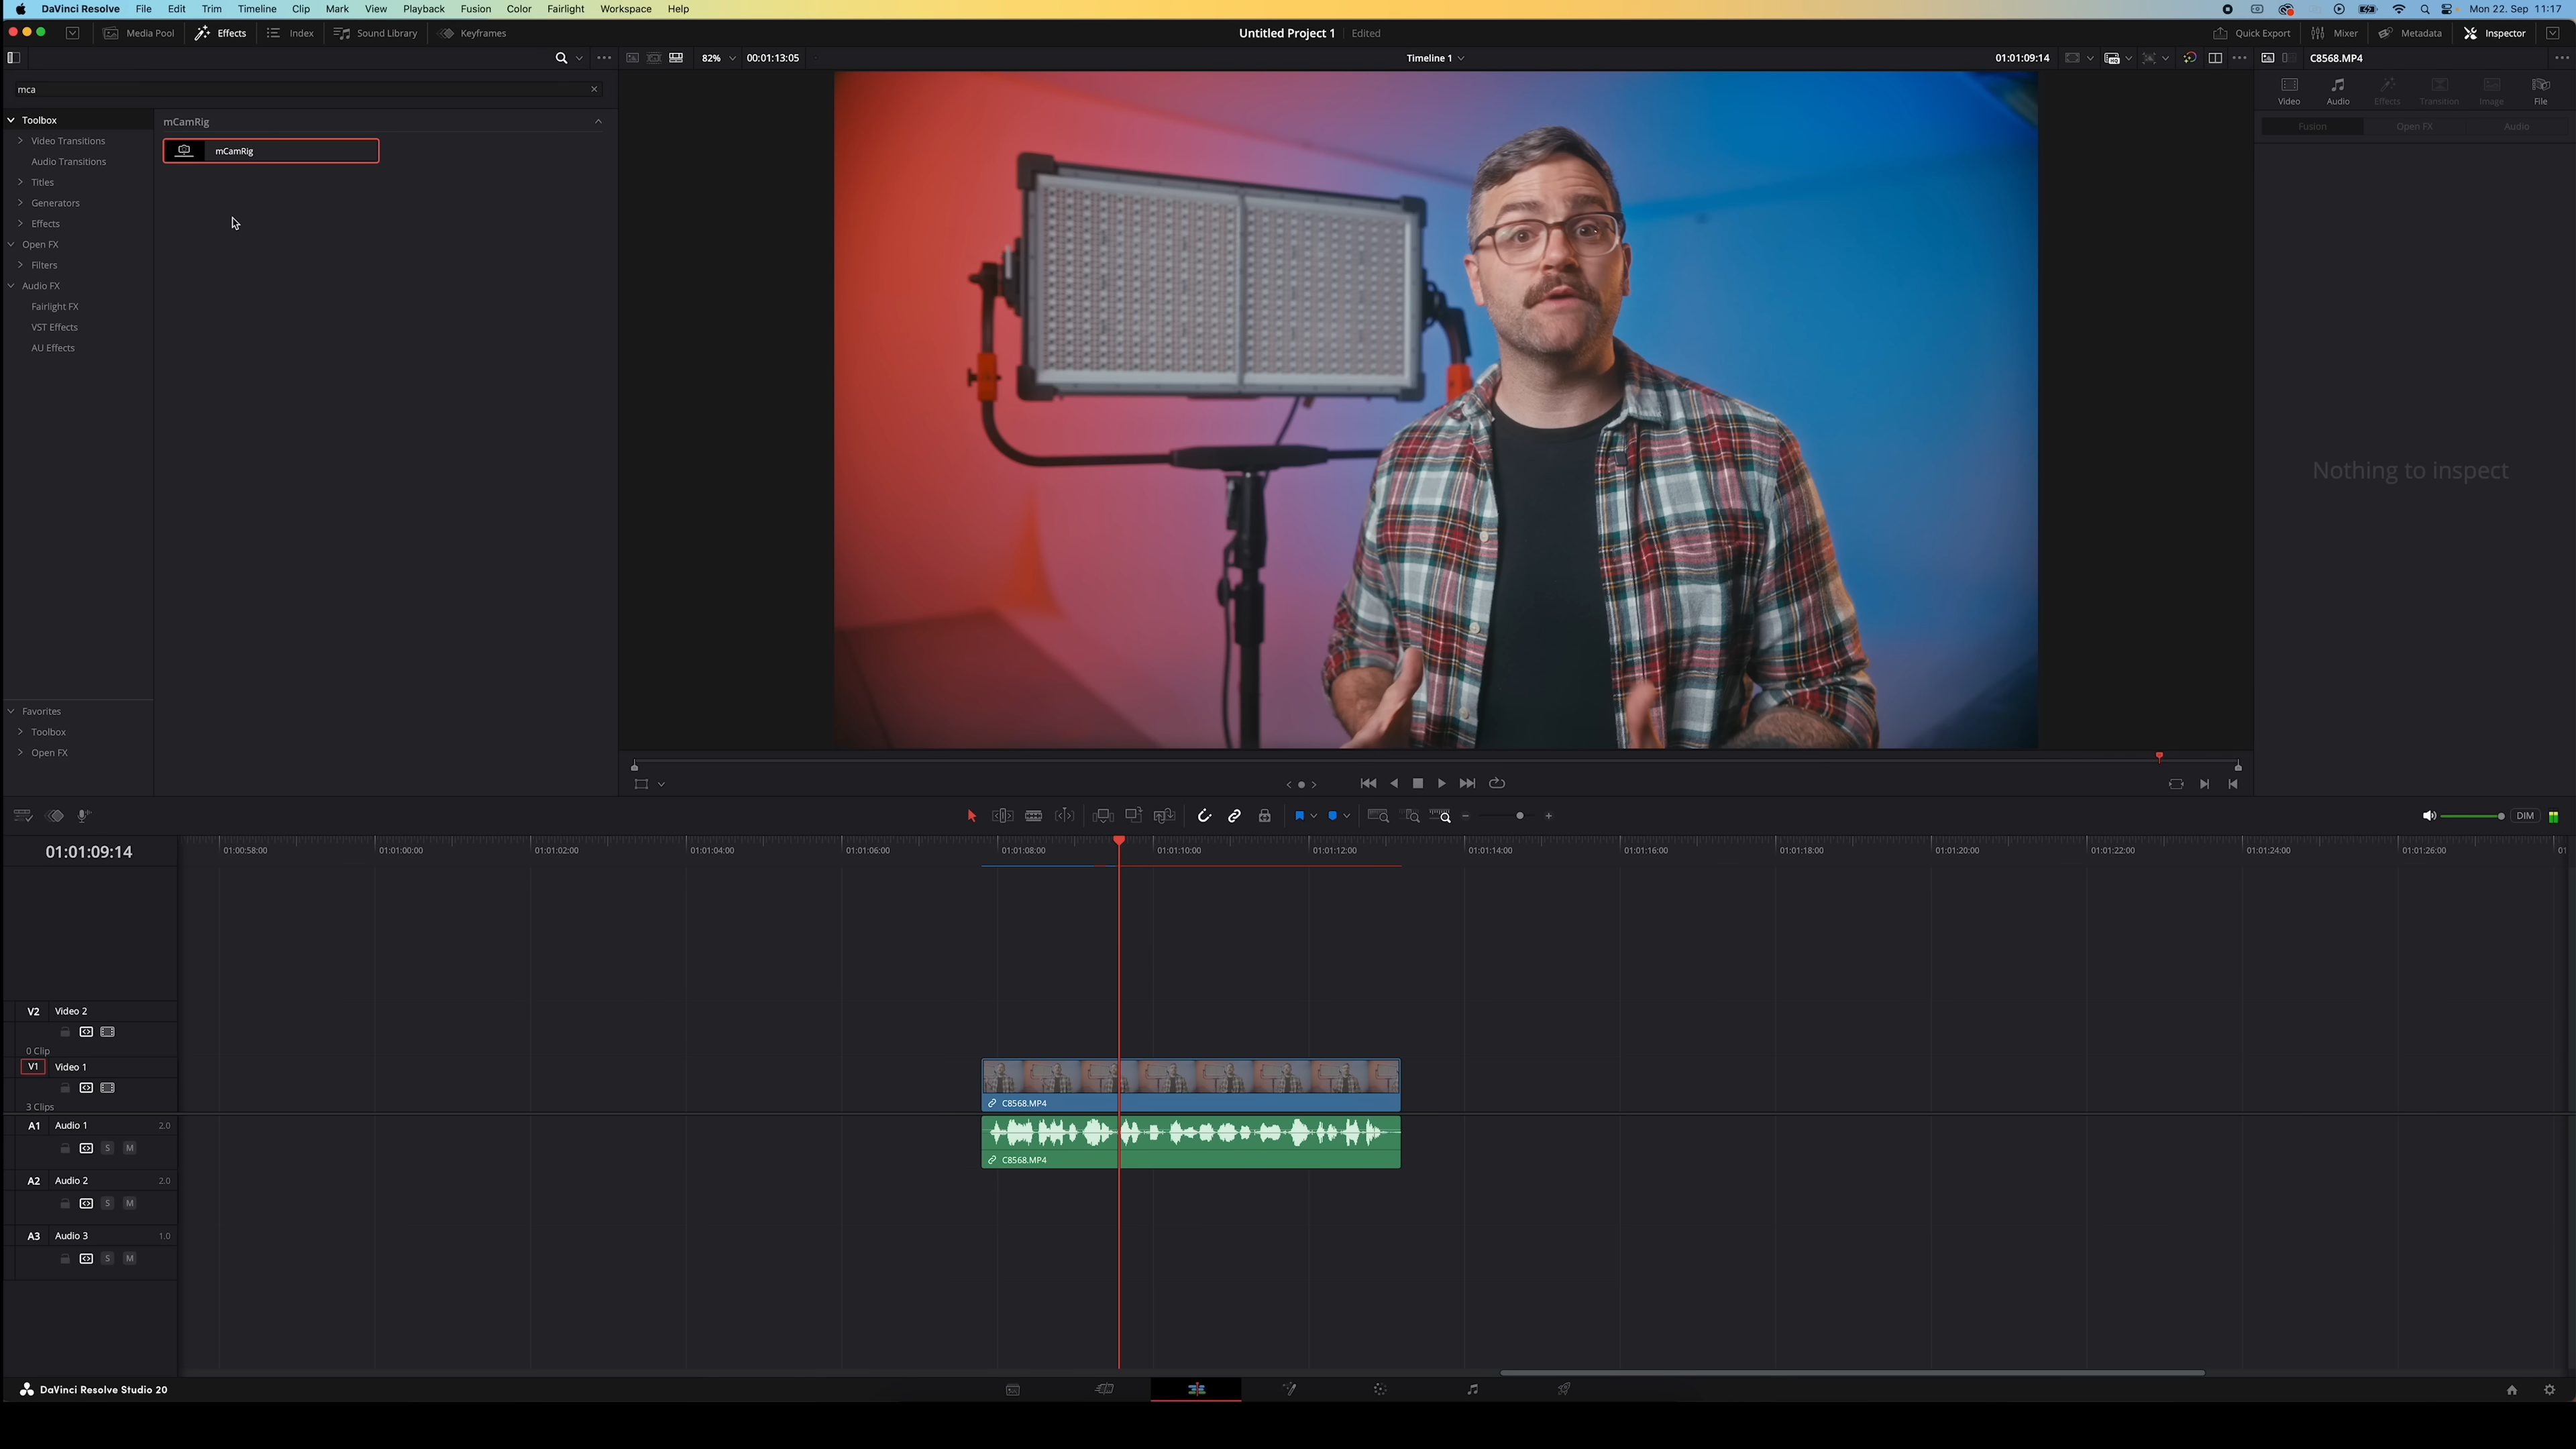 DaVinci Resolve File Edit Trim Timeline Clip Mark View Playback Fusion Color Fairlight Workspace Help Mon 22. Sep 11:17
Media Pool Effects Index Sound Library Keyframes Untitled Project 1 Edited Quick Export Mixer Metadata Inspector
82% 00:01:13:05 Timeline 1 01:01:09:14 C8568.MP4
mca
Video Audio Effects Transition Image File
Fusion Open FX Audio
Toolbox
Video Transitions
Audio Transitions
Titles
Generators
Effects
Open FX
Filters
Audio FX
Fairlight FX
VST Effects
AU Effects
mCamRig
mCamRig
Nothing to inspect
Favorites
Toolbox
Open FX
DIM
01:01:09:14
01:00:58:00 01:01:00:00 01:01:02:00 01:01:04:00 01:01:06:00 01:01:08:00 01:01:10:00 01:01:12:00 01:01:14:00 01:01:16:00 01:01:18:00 01:01:20:00 01:01:22:00 01:01:24:00 01:01:26:00 01
V2 Video 2
0 Clip
V1 Video 1
3 Clips
C8568.MP4
A1 Audio 1 2.0
S M
C8568.MP4
A2 Audio 2 2.0
S M
A3 Audio 3 1.0
S M
DaVinci Resolve Studio 20